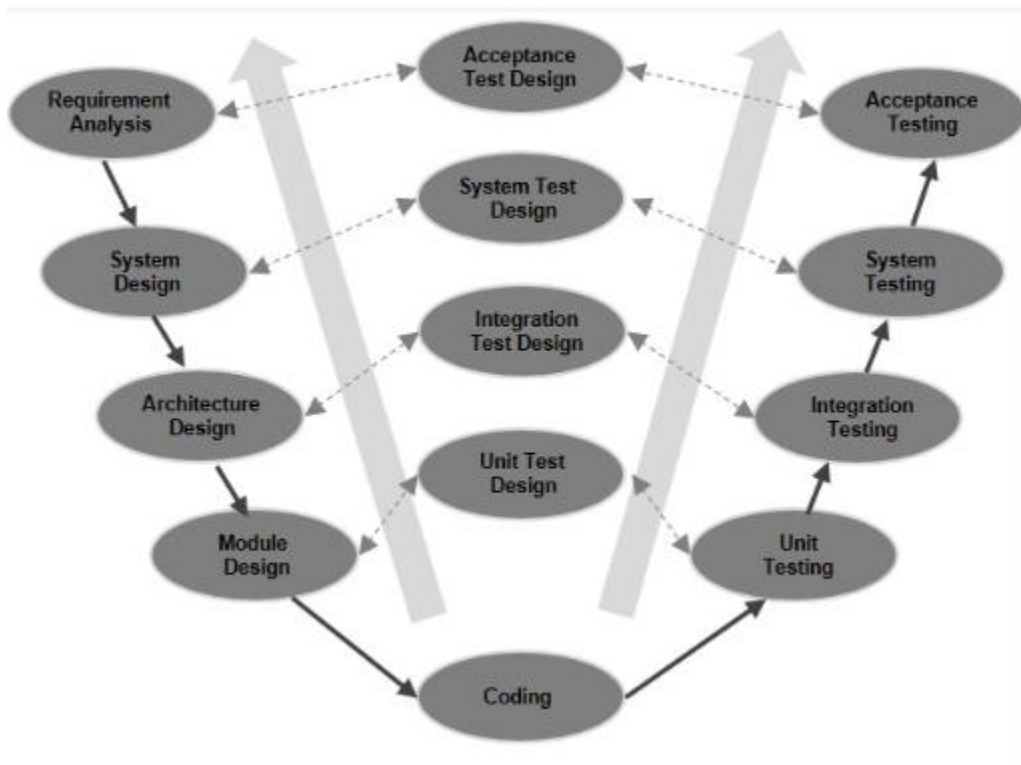 Acceptance
Test Design
Requirement
Analysis
Acceptance
Testing
System Test
Design
System
Design
System
Testing
Integration
Test Design
Architecture
Design
Integration
Testing
Unit Test
Design
Module
Design
Unit
Testing
Coding